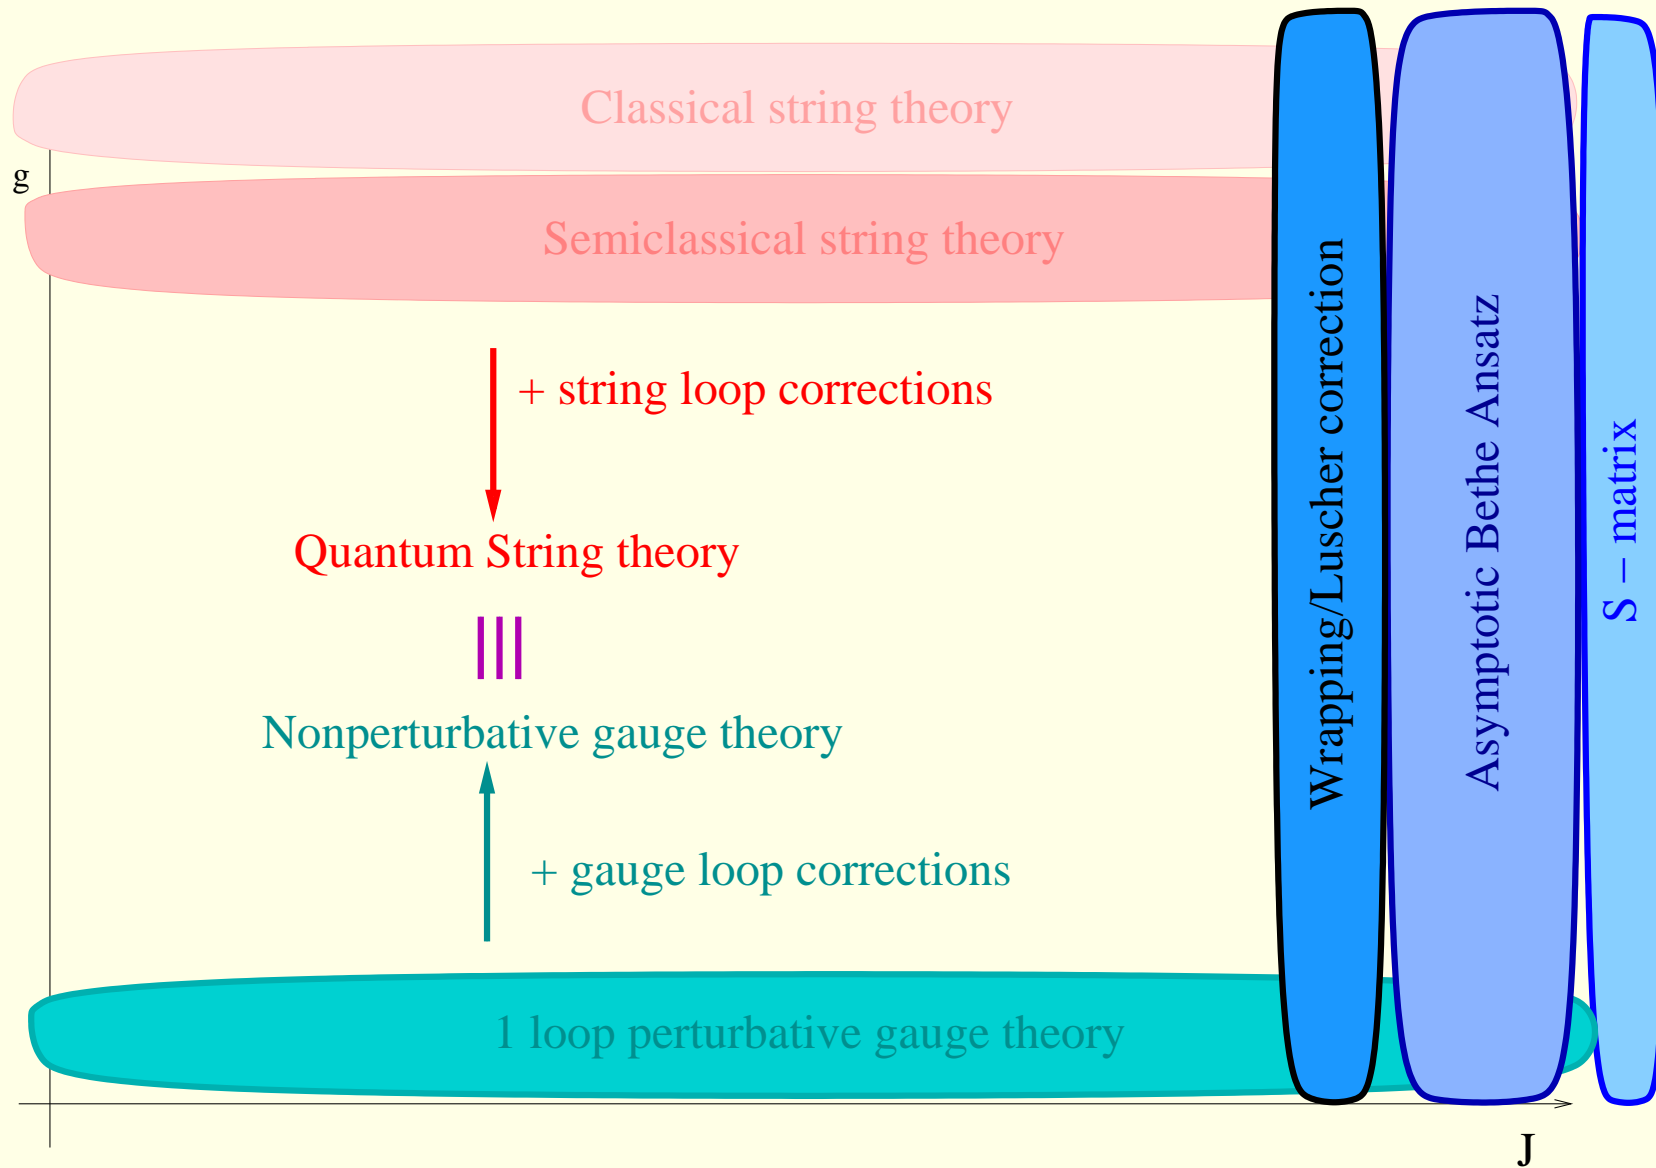 Classical string theory
g
Semiclassical string theory
+ string loop corrections
Quantum String theory
Nonperturbative gauge theory
+ gauge loop corrections
1 loop perturbative gauge theory
J
Wrapping/Luscher correction
Asymptotic Bethe Ansatz
S – matrix